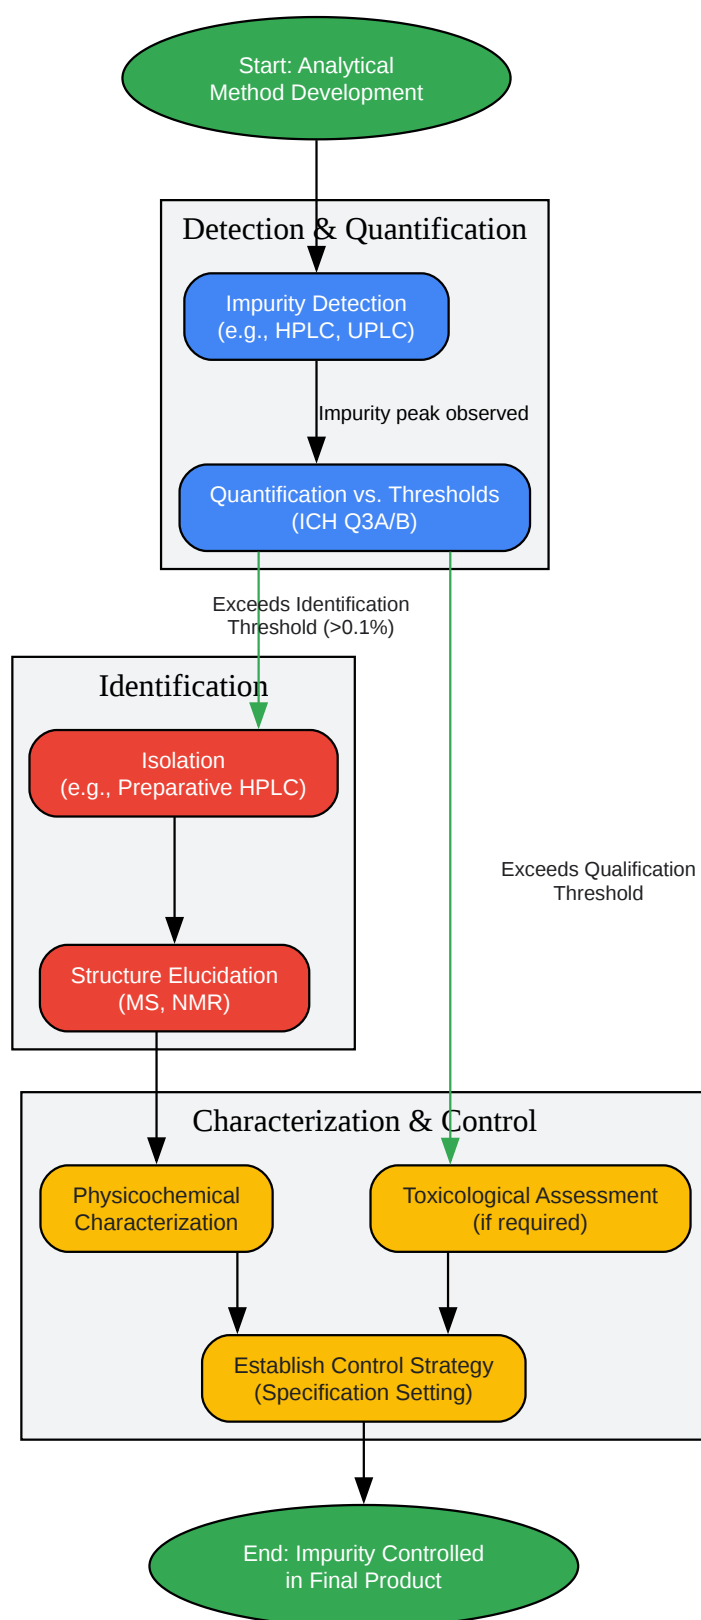 Start: Analytical
Method Development
Detection & Quantification
Impurity Detection
(e.g., HPLC, UPLC)
Impurity peak observed
Quantification vs. Thresholds
(ICH Q3A/B)
Exceeds Identification
Threshold (>0.1%)
Identification
Isolation
(e.g., Preparative HPLC)
Exceeds Qualification
Threshold
Structure Elucidation
(MS, NMR)
Characterization & Control
Physicochemical
Characterization
Toxicological Assessment
(if required)
Establish Control Strategy
(Specification Setting)
End: Impurity Controlled
in Final Product